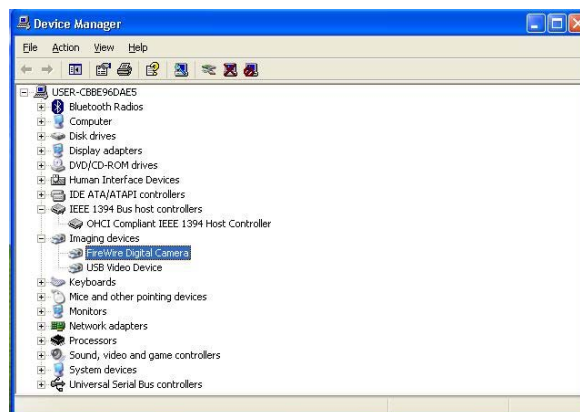 Device Manager
File Action View Help
USER-CBBE96DAE5
Bluetooth Radios
Computer
Disk drives
Display adapters
DVD/CD-ROM drives
Human Interface Devices
IDE ATA/ATAPI controllers
IEEE 1394 Bus host controllers
OHCI Compliant IEEE 1394 Host Controller
Imaging devices
FireWire Digital Camera
USB Video Device
Keyboards
Mice and other pointing devices
Monitors
Network adapters
Processors
Sound, video and game controllers
System devices
Universal Serial Bus controllers